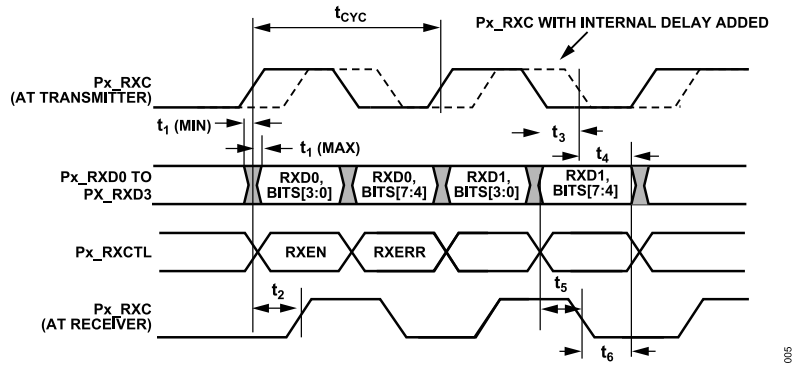 tCYC
Px_RXC WITH INTERNAL DELAY ADDED
Px_RXC
(AT TRANSMITTER)
t1 (MIN)
t1 (MAX)
t3
t4
Px_RXD0 TO
PX_RXD3
RXD0,
BITS[3:0]
RXD0,
BITS[7:4]
RXD1,
BITS[3:0]
RXD1,
BITS[7:4]
Px_RXCTL
RXEN
RXERR
t2
t5
Px_RXC
(AT RECEIVER)
t6
005